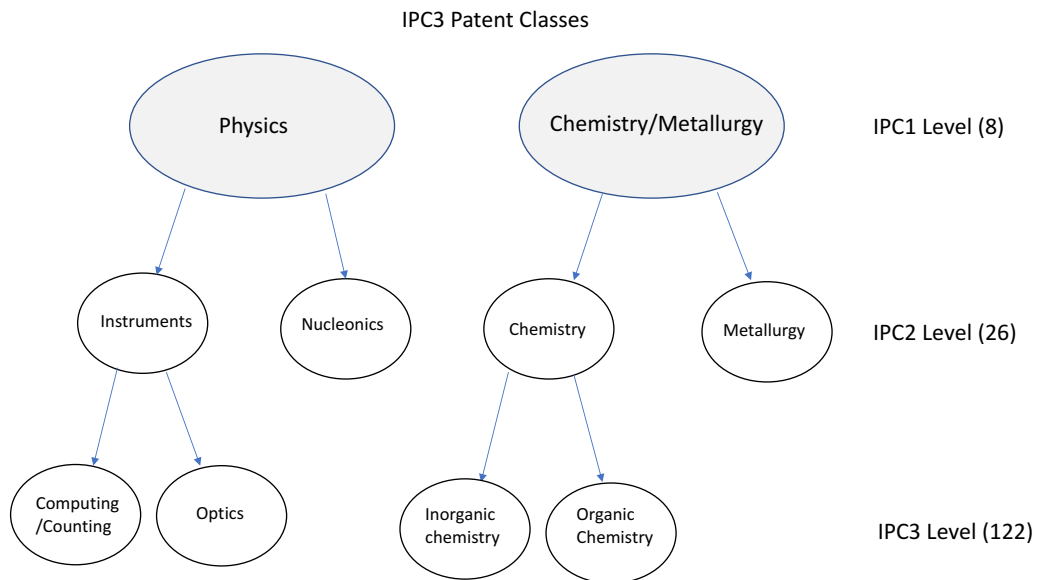 IPC3 Patent Classes
Physics
Chemistry/Metallurgy
IPC1 Level (8)
Instruments
Nucleonics
Chemistry
Metallurgy
IPC2 Level (26)
Computing
/Counting
Optics
Inorganic
chemistry
Organic
Chemistry
IPC3 Level (122)